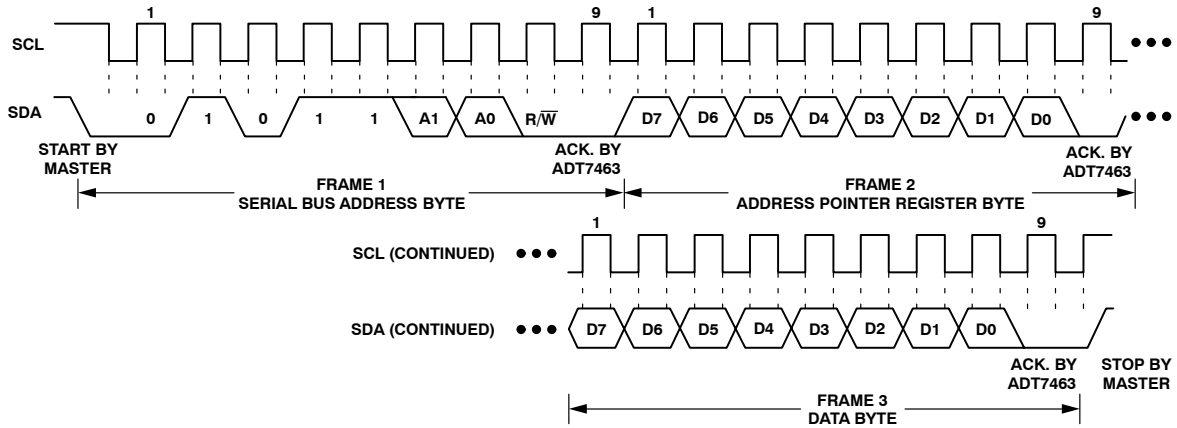 1 9 1 9
SCL
SDA 0 1 0 1 1 A1 A0 R/W̅ D7 D6 D5 D4 D3 D2 D1 D0
START BY
MASTER
ACK. BY
ADT7463
ACK. BY
ADT7463
FRAME 1
SERIAL BUS ADDRESS BYTE
FRAME 2
ADDRESS POINTER REGISTER BYTE
1 9
SCL (CONTINUED)
SDA (CONTINUED) D7 D6 D5 D4 D3 D2 D1 D0
ACK. BY
ADT7463
STOP BY
MASTER
FRAME 3
DATA BYTE